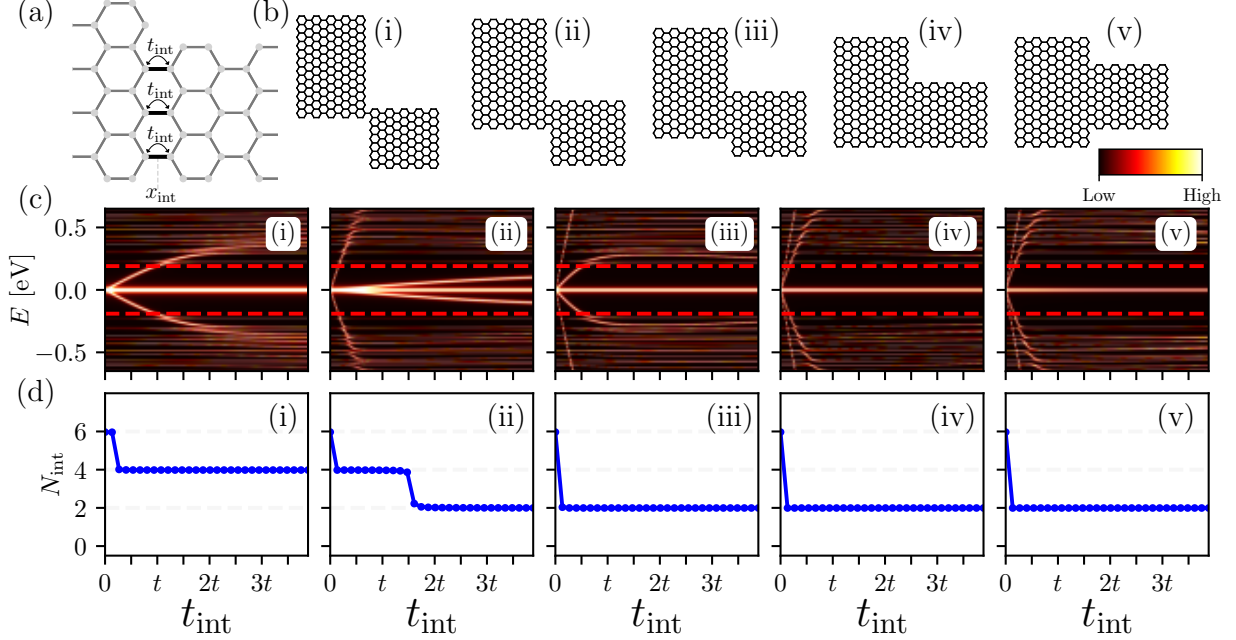 (a)
t_int
t_int
t_int
x_int
(b)
(i) (ii) (iii) (iv) (v)
Low High
(c)
E [eV]
0.5
0.0
−0.5
(i) (ii) (iii) (iv) (v)
(d)
N_int
6
4
2
0
(i) (ii) (iii) (iv) (v)
0 t 2t 3t 0 t 2t 3t 0 t 2t 3t 0 t 2t 3t 0 t 2t 3t
t_int t_int t_int t_int t_int